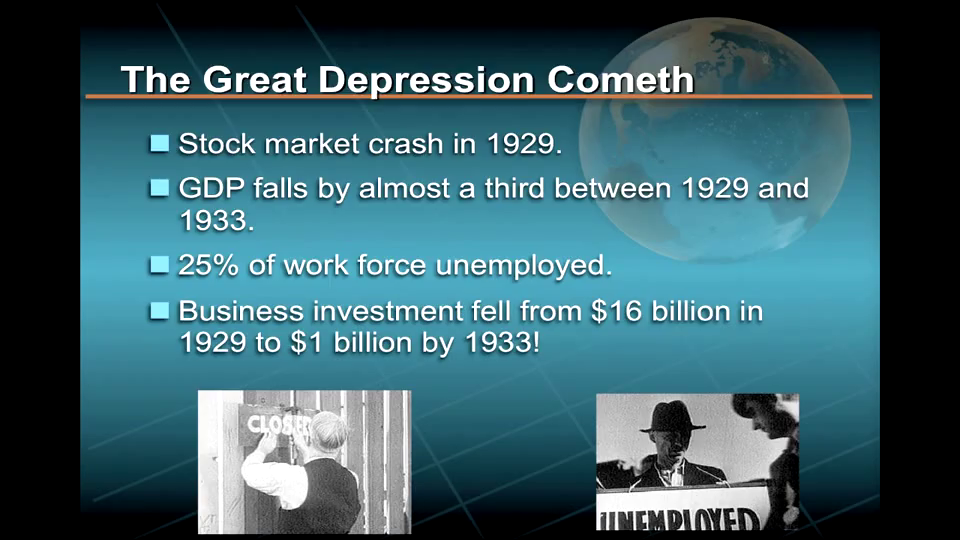 The Great Depression Cometh
Stock market crash in 1929.
GDP falls by almost a third between 1929 and
1933.
25% of work force unemployed.
Business investment fell from $16 billion in
1929 to $1 billion by 1933!
CLOSED
UNEMPLOYED